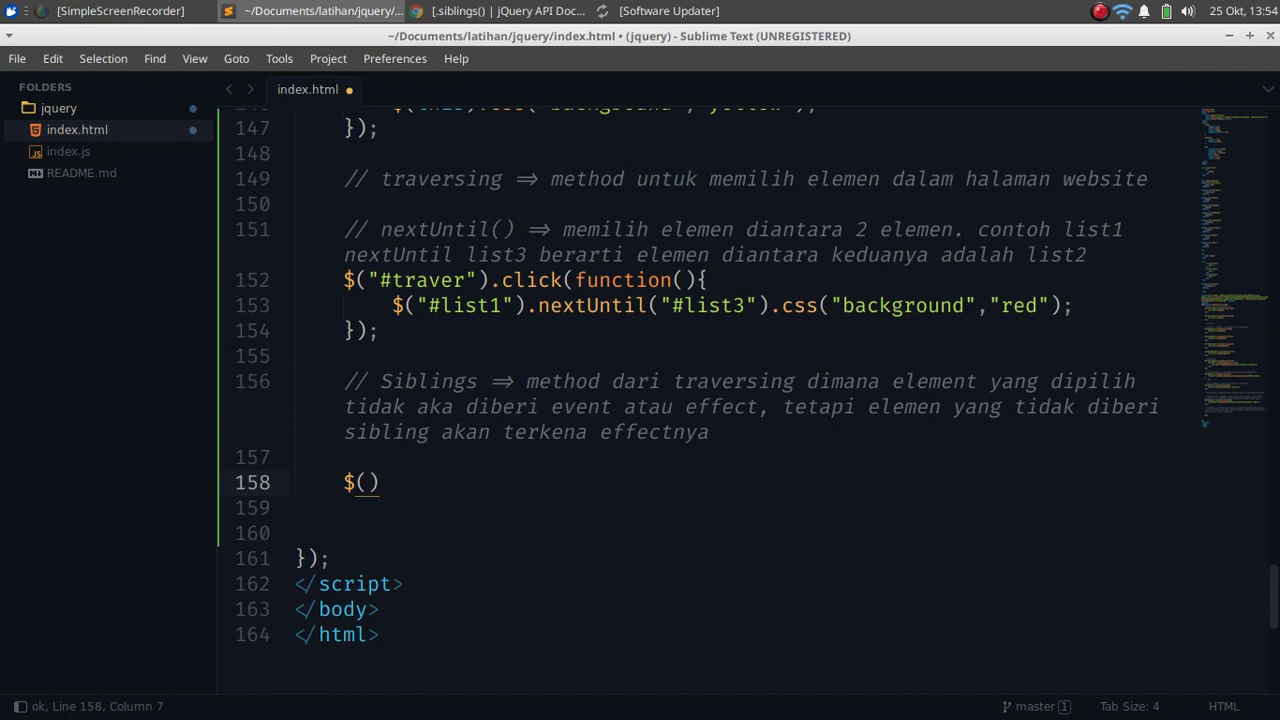 [SimpleScreenRecorder] ~/Documents/latihan/jquery/... [.siblings() | jQuery API Doc... [Software Updater] 25 Okt, 13:54
~/Documents/latihan/jquery/index.html • (jquery) - Sublime Text (UNREGISTERED)
File Edit Selection Find View Goto Tools Project Preferences Help
FOLDERS
jquery
index.html
index.js
README.md
index.html
147 });
148
149 // traversing => method untuk memilih elemen dalam halaman website
150
151 // nextUntil() => memilih elemen diantara 2 elemen. contoh list1
nextUntil list3 berarti elemen diantara keduanya adalah list2
152 $("#traver").click(function(){
153 $("#list1").nextUntil("#list3").css("background","red");
154 });
155
156 // Siblings => method dari traversing dimana element yang dipilih
tidak aka diberi event atau effect, tetapi elemen yang tidak diberi
sibling akan terkena effectnya
157
158 $()
159
160
161 });
162 </script>
163 </body>
164 </html>
ok, Line 158, Column 7 master 1 Tab Size: 4 HTML